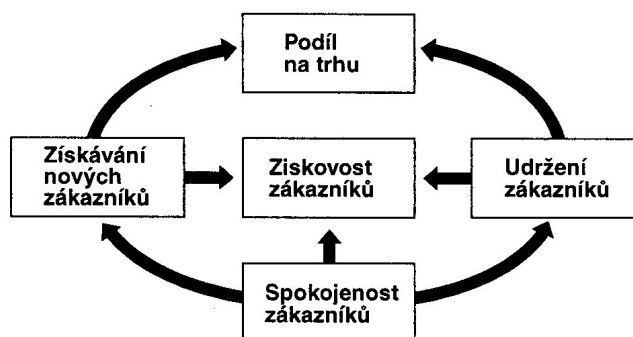 Podíl
na trhu
Získávání
nových
zákazníků
Ziskovost
zákazníků
Udržení
zákazníků
Spokojenost
zákazníků